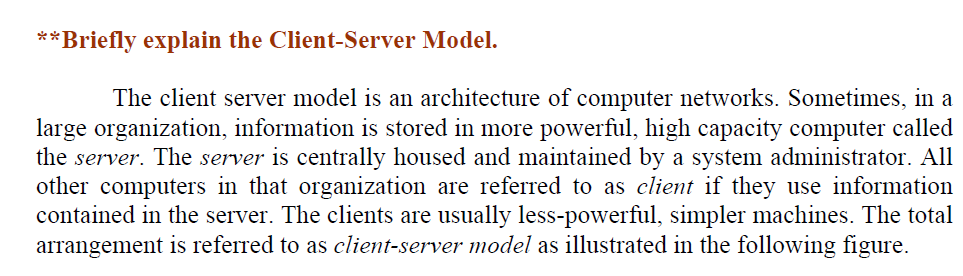 **Briefly explain the Client-Server Model.
The client server model is an architecture of computer networks. Sometimes, in a
large organization, information is stored in more powerful, high capacity computer called
the server. The server is centrally housed and maintained by a system administrator. All
other computers in that organization are referred to as client if they use information
contained in the server. The clients are usually less-powerful, simpler machines. The total
arrangement is referred to as client-server model as illustrated in the following figure.